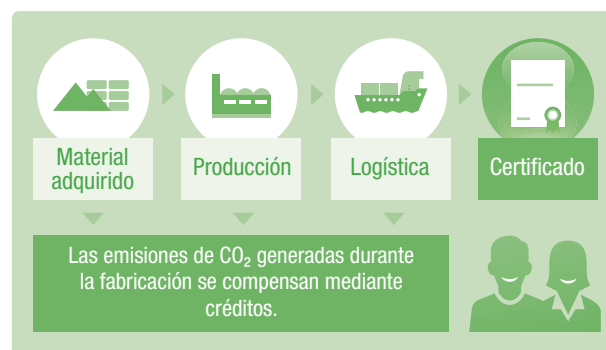 Material
adquirido
Producción
Logística
Certificado
Las emisiones de CO₂ generadas durante
la fabricación se compensan mediante
créditos.